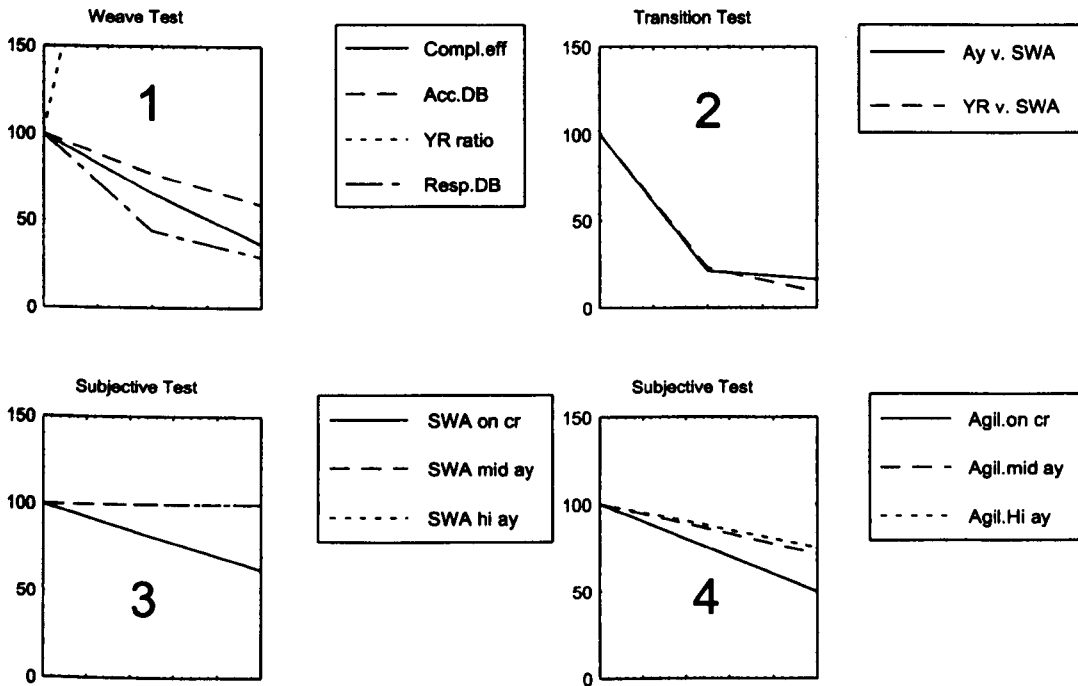 Weave Test
150
100
50
0
1
Compl.eff
Acc.DB
YR ratio
Resp.DB
Transition Test
150
100
50
0
2
Ay v. SWA
YR v. SWA
Subjective Test
150
100
50
0
3
SWA on cr
SWA mid ay
SWA hi ay
Subjective Test
150
100
50
0
4
Agil.on cr
Agil.mid ay
Agil.Hi ay